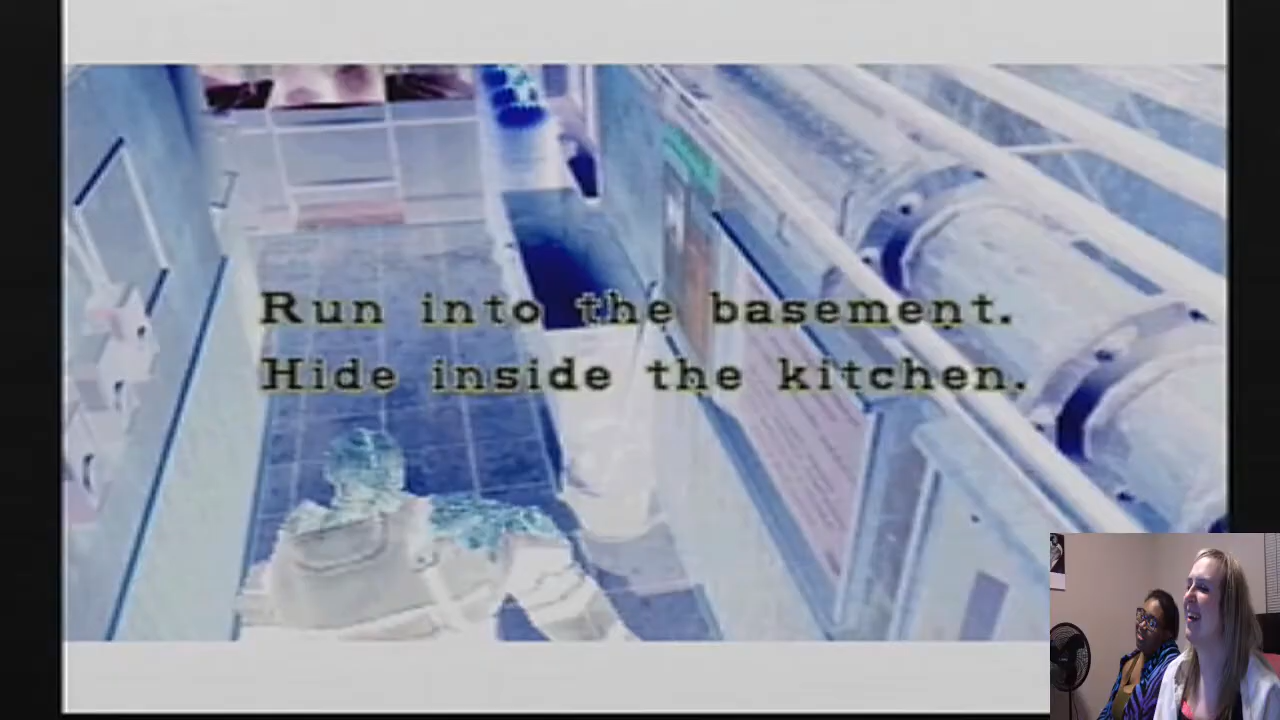 Run into the basement.
Hide inside the kitchen.